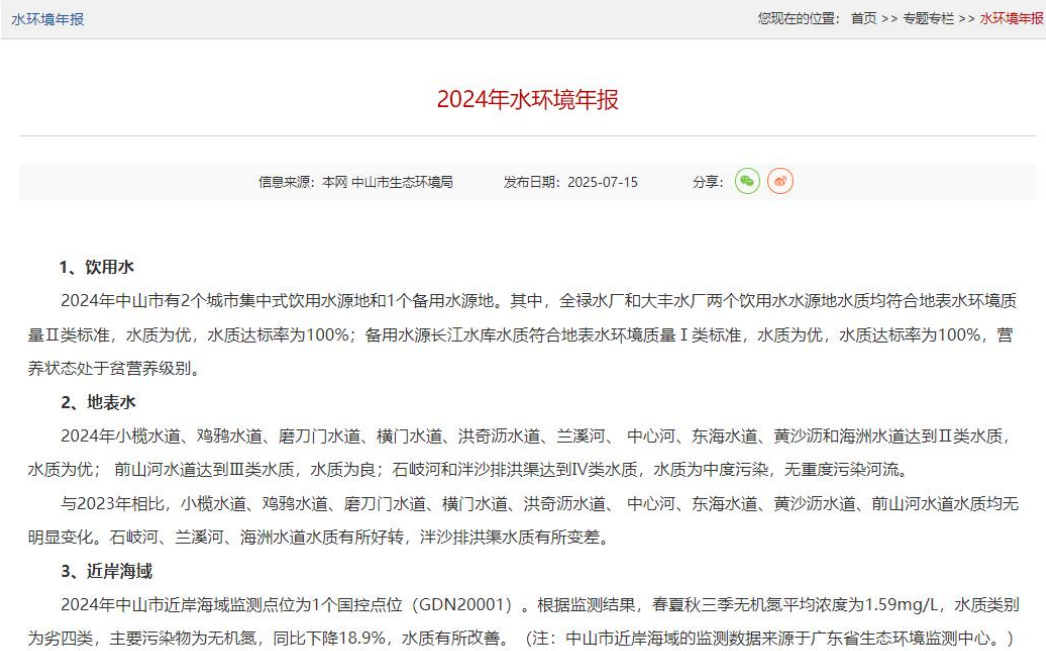 水环境年报
您现在的位置： 首页 >> 专题专栏 >> 水环境年报
2024年水环境年报
信息来源：本网 中山市生态环境局 发布日期：2025-07-15 分享：
1、饮用水
2024年中山市有2个城市集中式饮用水源地和1个备用水源地。其中，全禄水厂和大丰水厂两个饮用水水源地水质均符合地表水环境质
量Ⅱ类标准，水质为优，水质达标率为100%；备用水源长江水库水质符合地表水环境质量Ⅰ类标准，水质为优，水质达标率为100%，营
养状态处于贫营养级别。
2、地表水
2024年小榄水道、鸡鸦水道、磨刀门水道、横门水道、洪奇沥水道、兰溪河、 中心河、东海水道、黄沙沥和海洲水道达到Ⅱ类水质，
水质为优； 前山河水道达到Ⅲ类水质，水质为良；石岐河和泮沙排洪渠达到Ⅳ类水质，水质为中度污染，无重度污染河流。
与2023年相比，小榄水道、鸡鸦水道、磨刀门水道、横门水道、洪奇沥水道、 中心河、东海水道、黄沙沥水道、前山河水道水质均无
明显变化。石岐河、兰溪河、海洲水道水质有所好转，泮沙排洪渠水质有所变差。
3、近岸海域
2024年中山市近岸海域监测点位为1个国控点位（GDN20001）。根据监测结果，春夏秋三季无机氮平均浓度为1.59mg/L，水质类别
为劣四类，主要污染物为无机氮，同比下降18.9%，水质有所改善。（注：中山市近岸海域的监测数据来源于广东省生态环境监测中心。）